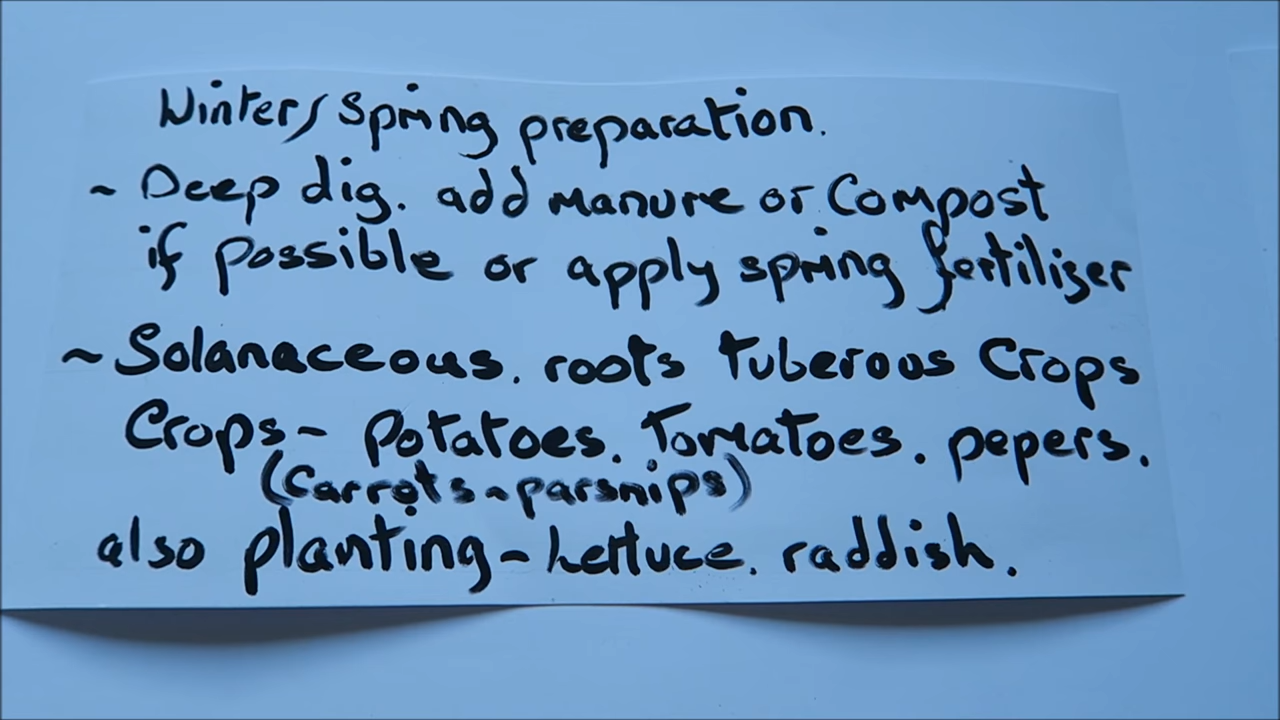 Winter/Spring preparation.
~ Deep dig. add manure or Compost
if possible or apply spring fertilizer
~ Solanaceous. roots tuberous Crops
Crops ~ Potatoes. Tomatoes. pepers.
(Carrots ~ parsnips)
also planting ~ Lettuce. raddish.